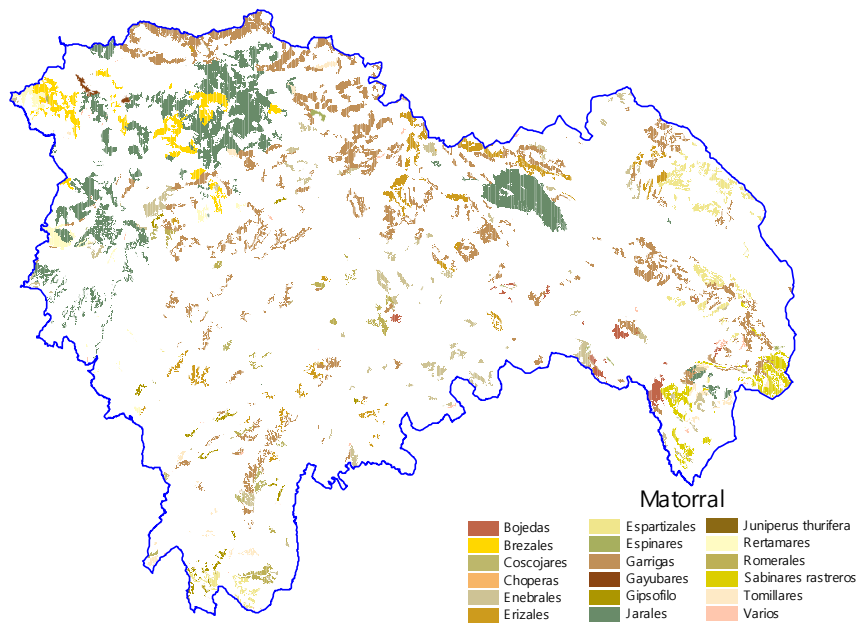 Matorral
Bojedas
Brezales
Coscojares
Choperas
Enebrales
Erizales
Espartizales
Espinares
Garrigas
Gayubares
Gipsofilo
Jarales
Juniperus thurifera
Rertamares
Romerales
Sabinares rastreros
Tomillares
Varios